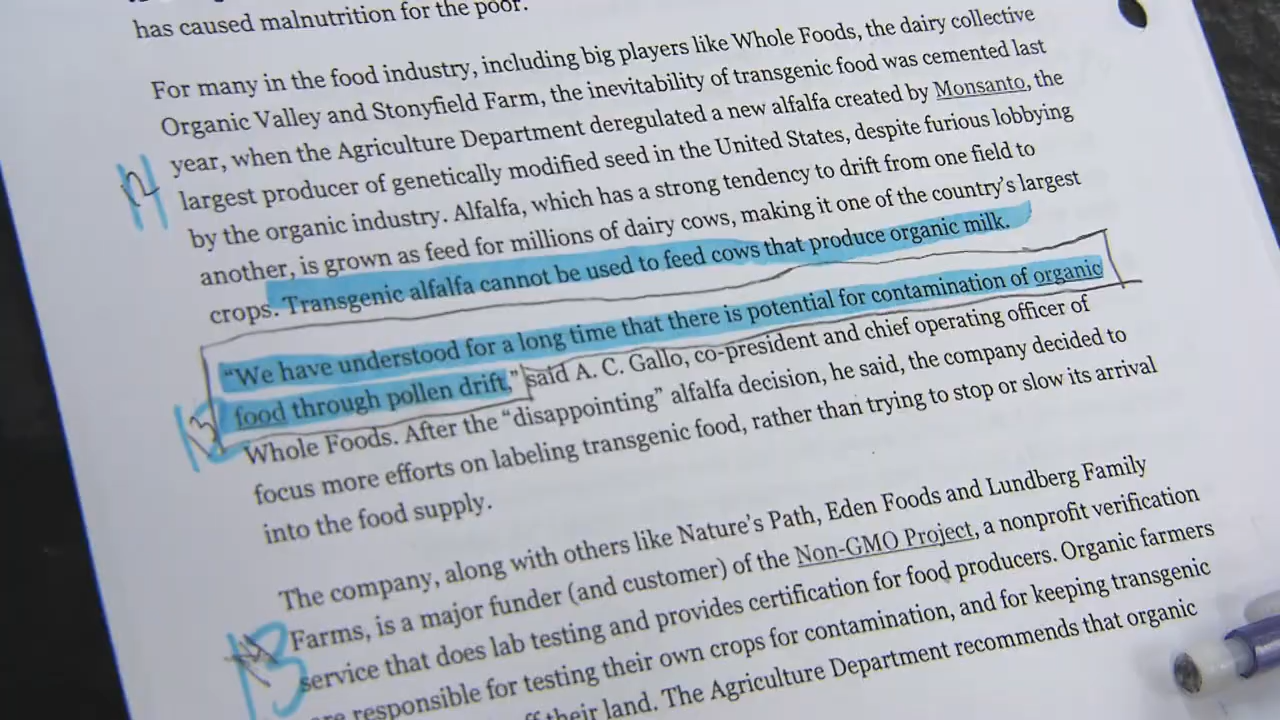 has caused malnutrition for the poor.
For many in the food industry, including big players like Whole Foods, the dairy collective
Organic Valley and Stonyfield Farm, the inevitability of transgenic food was cemented last
year, when the Agriculture Department deregulated a new alfalfa created by Monsanto, the
largest producer of genetically modified seed in the United States, despite furious lobbying
by the organic industry. Alfalfa, which has a strong tendency to drift from one field to
another, is grown as feed for millions of dairy cows, making it one of the country's largest
crops. Transgenic alfalfa cannot be used to feed cows that produce organic milk.
“We have understood for a long time that there is potential for contamination of organic
food through pollen drift,” said A. C. Gallo, co-president and chief operating officer of
Whole Foods. After the “disappointing” alfalfa decision, he said, the company decided to
focus more efforts on labeling transgenic food, rather than trying to stop or slow its arrival
into the food supply.
The company, along with others like Nature's Path, Eden Foods and Lundberg Family
13 Farms, is a major funder (and customer) of the Non-GMO Project, a nonprofit verification
service that does lab testing and provides certification for food producers. Organic farmers
responsible for testing their own crops for contamination, and for keeping transgenic
their land. The Agriculture Department recommends that organic